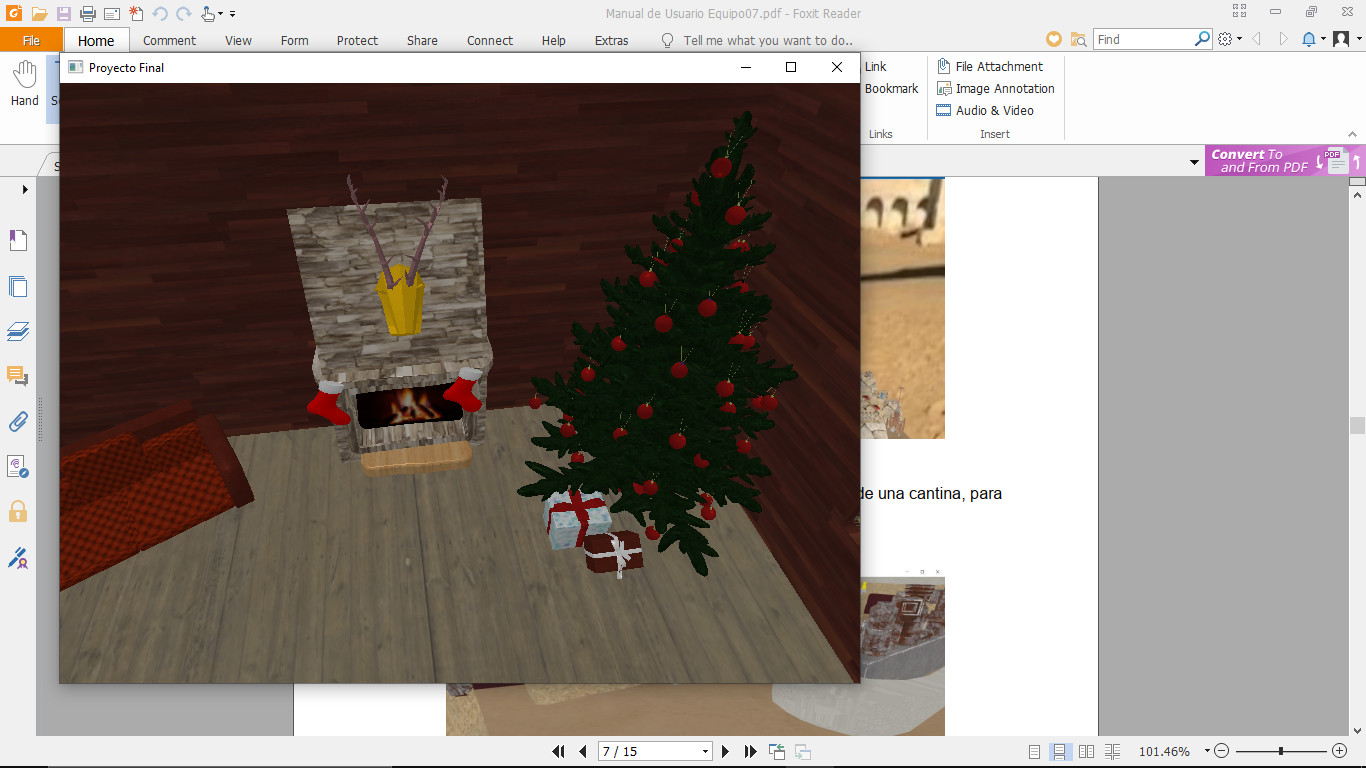 Manual de Usuario Equipo07.pdf - Foxit Reader
File Home Comment View Form Protect Share Connect Help Extras Tell me what you want to do.. Find
Proyecto Final
Hand
Link
Bookmark
Links
File Attachment
Image Annotation
Audio & Video
Insert
Convert To
and From PDF
PDF
de una cantina, para
7 / 15
101.46%